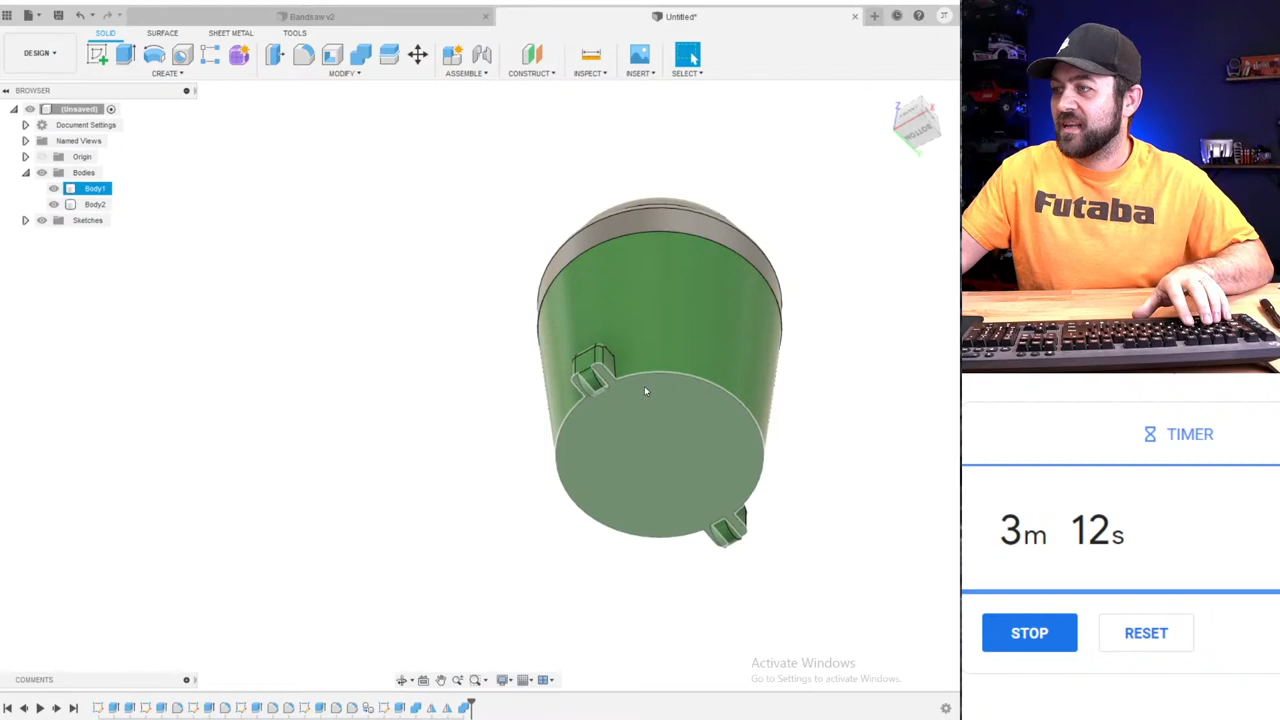 Bandsaw v2
Untitled*
JT
DESIGN
SOLID
SURFACE
SHEET METAL
TOOLS
CREATE
MODIFY
ASSEMBLE
CONSTRUCT
INSPECT
INSERT
SELECT
BROWSER
(Unsaved)
Document Settings
Named Views
Origin
Bodies
Body1
Body2
Sketches
Z
X
BOTTOM
Futaba
TIMER
3m 12s
STOP
RESET
Activate Windows
Go to Settings to activate Windows.
COMMENTS